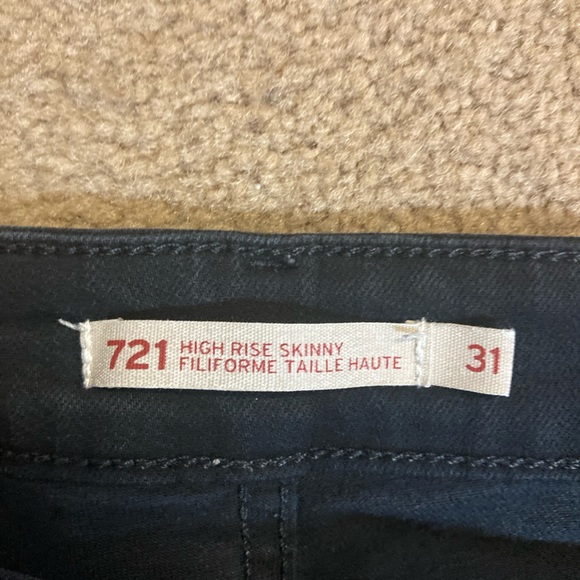 721 HIGH RISE SKINNY
FILIFORME TAILLE HAUTE
31